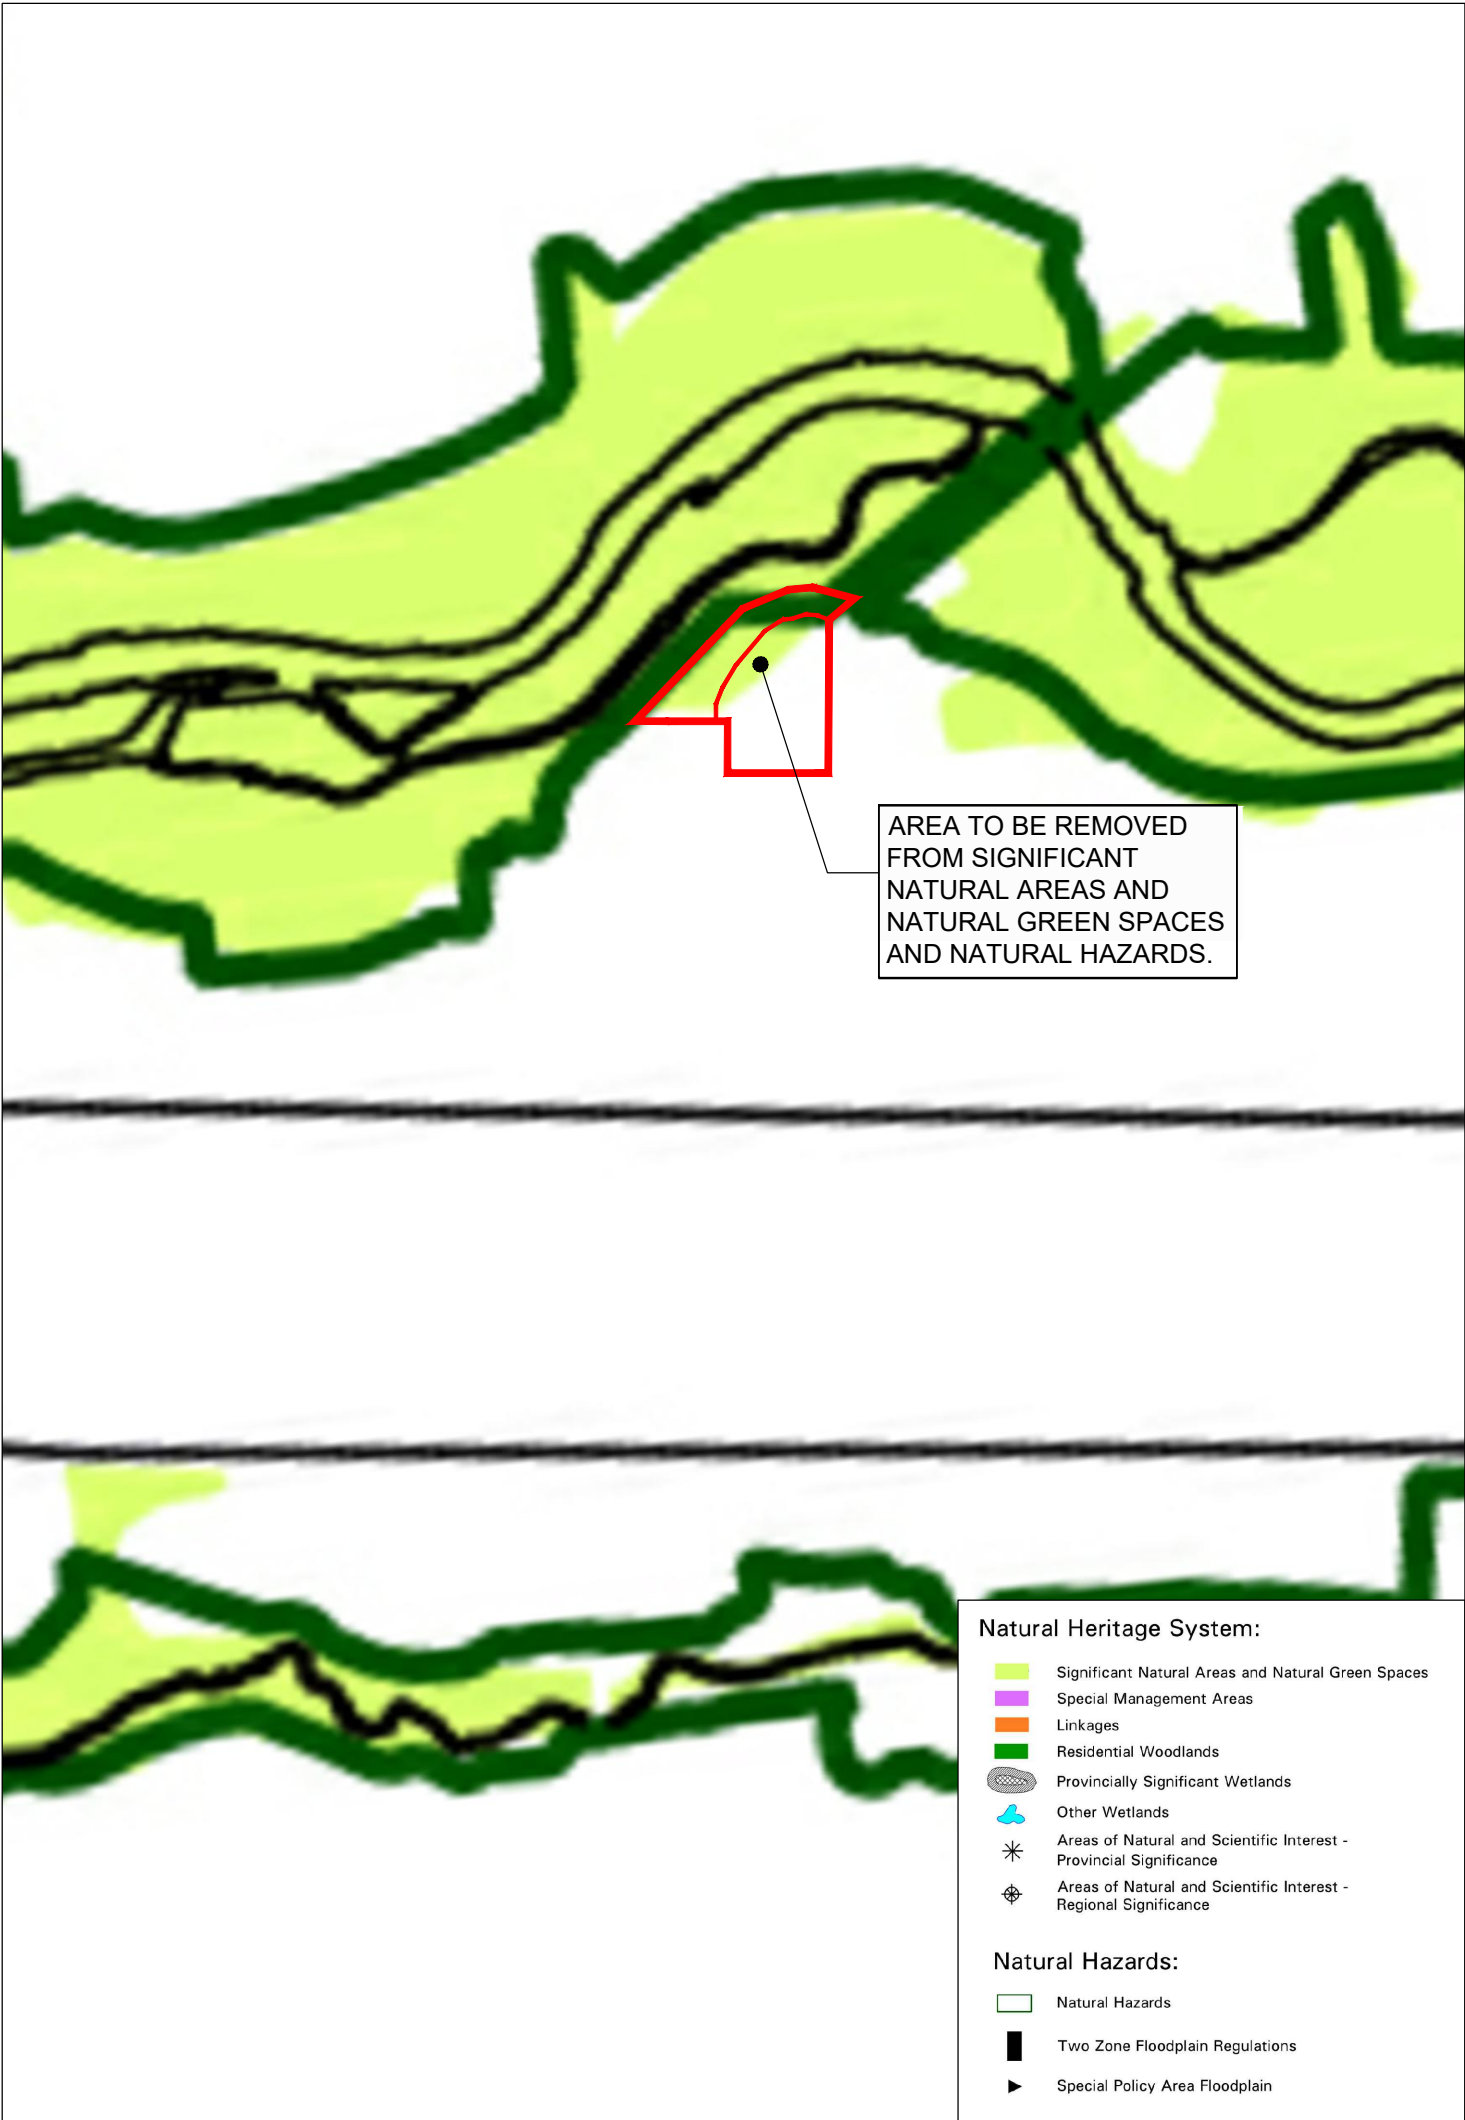 AREA TO BE REMOVED
FROM SIGNIFICANT
NATURAL AREAS AND
NATURAL GREEN SPACES
AND NATURAL HAZARDS.
Natural Heritage System:
Significant Natural Areas and Natural Green Spaces
Special Management Areas
Linkages
Residential Woodlands
Provincially Significant Wetlands
Other Wetlands
Areas of Natural and Scientific Interest -
Provincial Significance
Areas of Natural and Scientific Interest -
Regional Significance
Natural Hazards:
Natural Hazards
Two Zone Floodplain Regulations
Special Policy Area Floodplain